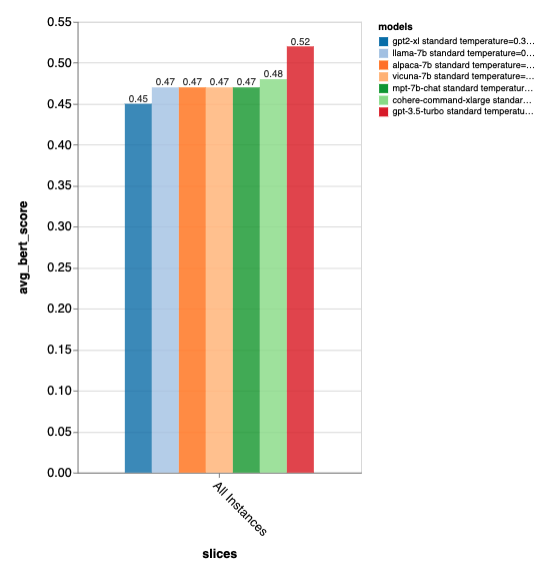 models
gpt2-xl standard temperature=0.3…
llama-7b standard temperature=0…
alpaca-7b standard temperature=…
vicuna-7b standard temperature=…
mpt-7b-chat standard temperatur…
cohere-command-xlarge standar…
gpt-3.5-turbo standard temperatu…
avg_bert_score
0.55
0.50
0.45
0.40
0.35
0.30
0.25
0.20
0.15
0.10
0.05
0.00
0.45
0.47
0.47
0.47
0.47
0.48
0.52
All Instances
slices